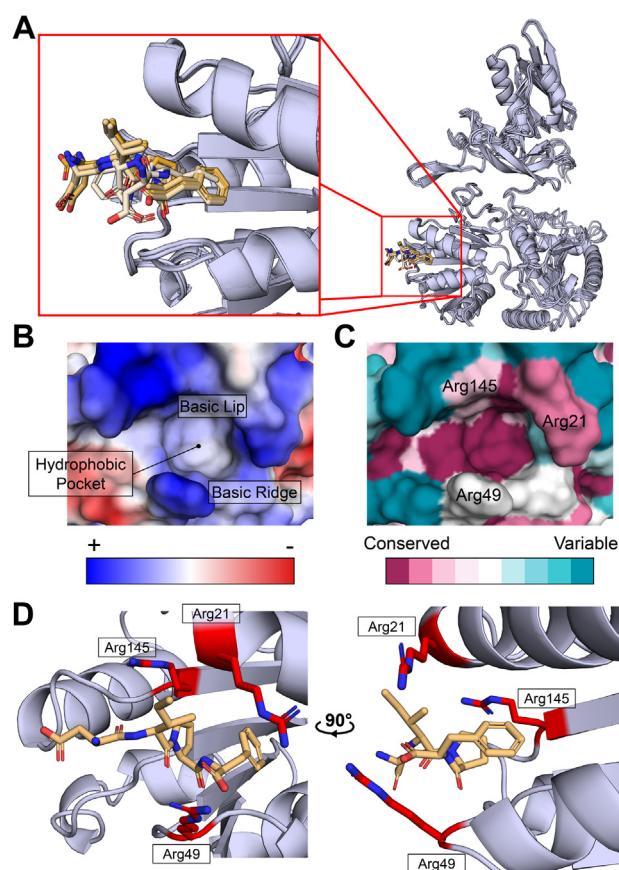 A
B
C
Basic Lip
Hydrophobic
Pocket
Basic Ridge
Arg145
Arg21
Arg49
+
-
Conserved
Variable
D
Arg21
Arg145
Arg49
90°
Arg21
Arg145
Arg49